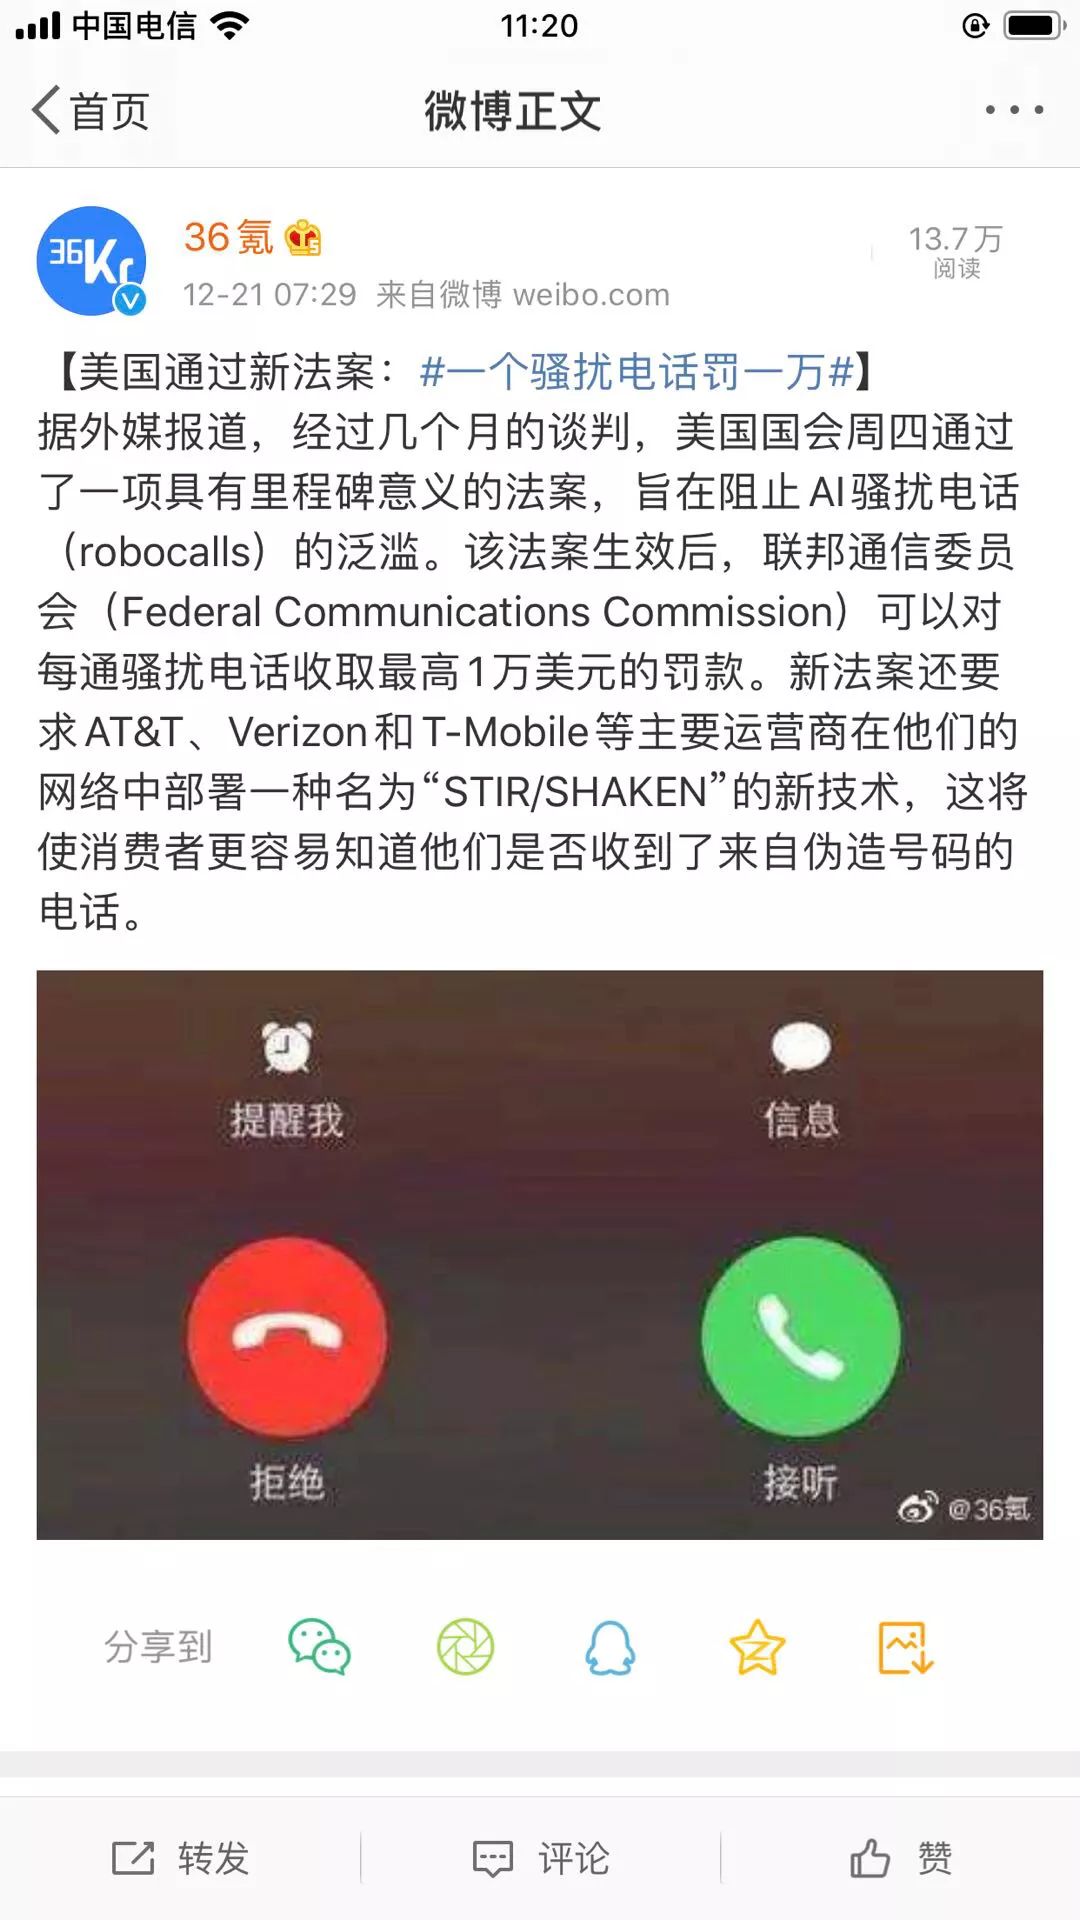 中国电信
11:20
首页
微博正文
36Kr
36氪
5
13.7万
阅读
12-21 07:29 来自微博 weibo.com
【美国通过新法案：#一个骚扰电话罚一万#】
据外媒报道，经过几个月的谈判，美国国会周四通过
了一项具有里程碑意义的法案，旨在阻止AI骚扰电话
（robocalls）的泛滥。该法案生效后，联邦通信委员
会（Federal Communications Commission）可以对
每通骚扰电话收取最高1万美元的罚款。新法案还要
求AT&T、Verizon和T-Mobile等主要运营商在他们的
网络中部署一种名为“STIR/SHAKEN”的新技术，这将
使消费者更容易知道他们是否收到了来自伪造号码的
电话。
提醒我
信息
拒绝
接听
@36氪
分享到
转发
评论
赞